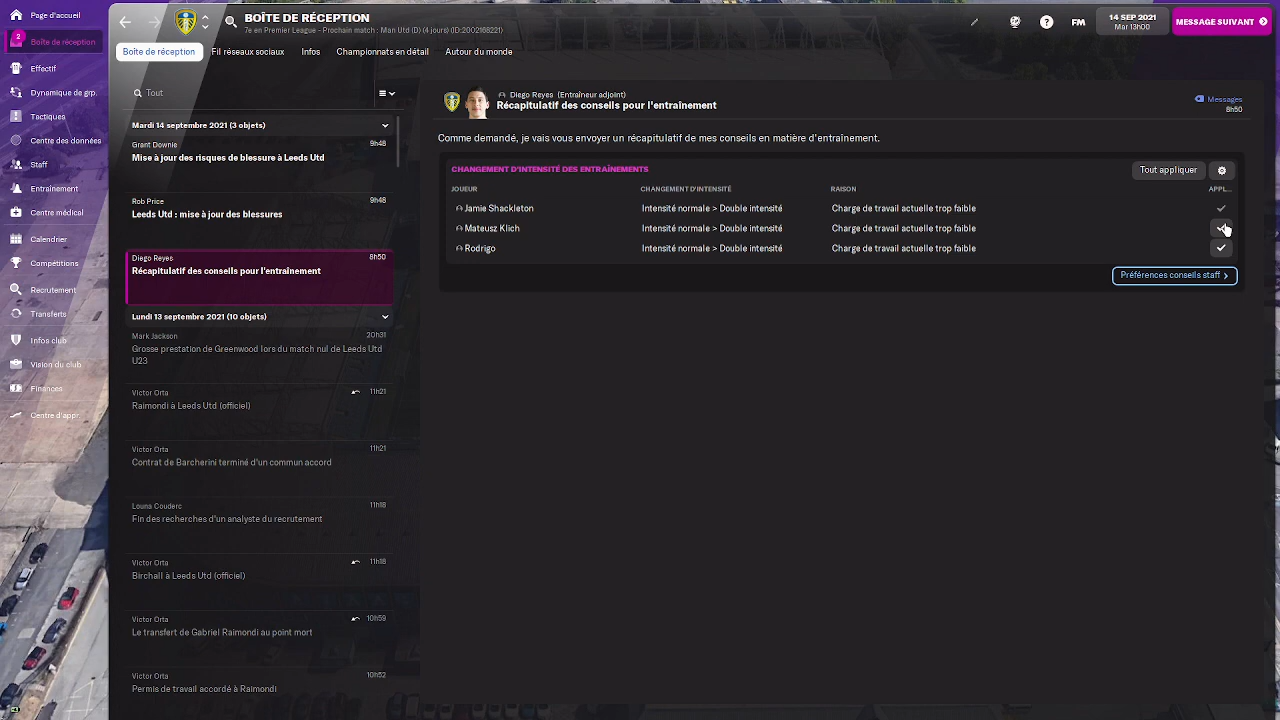 Accueil du club
2
Boîte de réception
Effectif
Dynamique de grp.
Tactiques
Centre des données
Staff
Entraînement
Centre médical
Calendrier
Compétitions
Recrutement
Transferts
Infos club
Vision du club
Finances
Centre d'appr.
BOÎTE DE RÉCEPTION
7e en Premier League - Prochain match : Man Utd (D) (4 jours) (ID:2002168221)
FM
14 SEP 2021
Mar 13h00
MESSAGE SUIVANT
Boîte de réception
Fil réseaux sociaux
Infos
Championnats en détail
Autour du monde
Tout
Mardi 14 septembre 2021 (3 objets)
Grant Downie 9h48
Mise à jour des risques de blessure à Leeds Utd
Rob Price 9h48
Leeds Utd : mise à jour des blessures
Diego Reyes 8h50
Récapitulatif des conseils pour l'entraînement
Lundi 13 septembre 2021 (10 objets)
Mark Jackson 20h31
Grosse prestation de Greenwood lors du match nul de Leeds Utd
U23
Victor Orta 11h21
Raimondi à Leeds Utd (officiel)
Victor Orta 11h21
Contrat de Barcherini terminé d'un commun accord
Louna Couderc 11h18
Fin des recherches d'un analyste du recrutement
Victor Orta 11h18
Birchall à Leeds Utd (officiel)
Victor Orta 10h59
Le transfert de Gabriel Raimondi au point mort
Victor Orta 10h52
Permis de travail accordé à Raimondi
Diego Reyes (Entraîneur adjoint)
Récapitulatif des conseils pour l'entraînement
Messages
8h50
Comme demandé, je vais vous envoyer un récapitulatif de mes conseils en matière d'entraînement.
CHANGEMENT D'INTENSITÉ DES ENTRAÎNEMENTS
Tout appliquer
JOUEUR CHANGEMENT D'INTENSITÉ RAISON APPL...
Jamie Shackleton Intensité normale > Double intensité Charge de travail actuelle trop faible
Mateusz Klich Intensité normale > Double intensité Charge de travail actuelle trop faible
Rodrigo Intensité normale > Double intensité Charge de travail actuelle trop faible
Préférences conseils staff